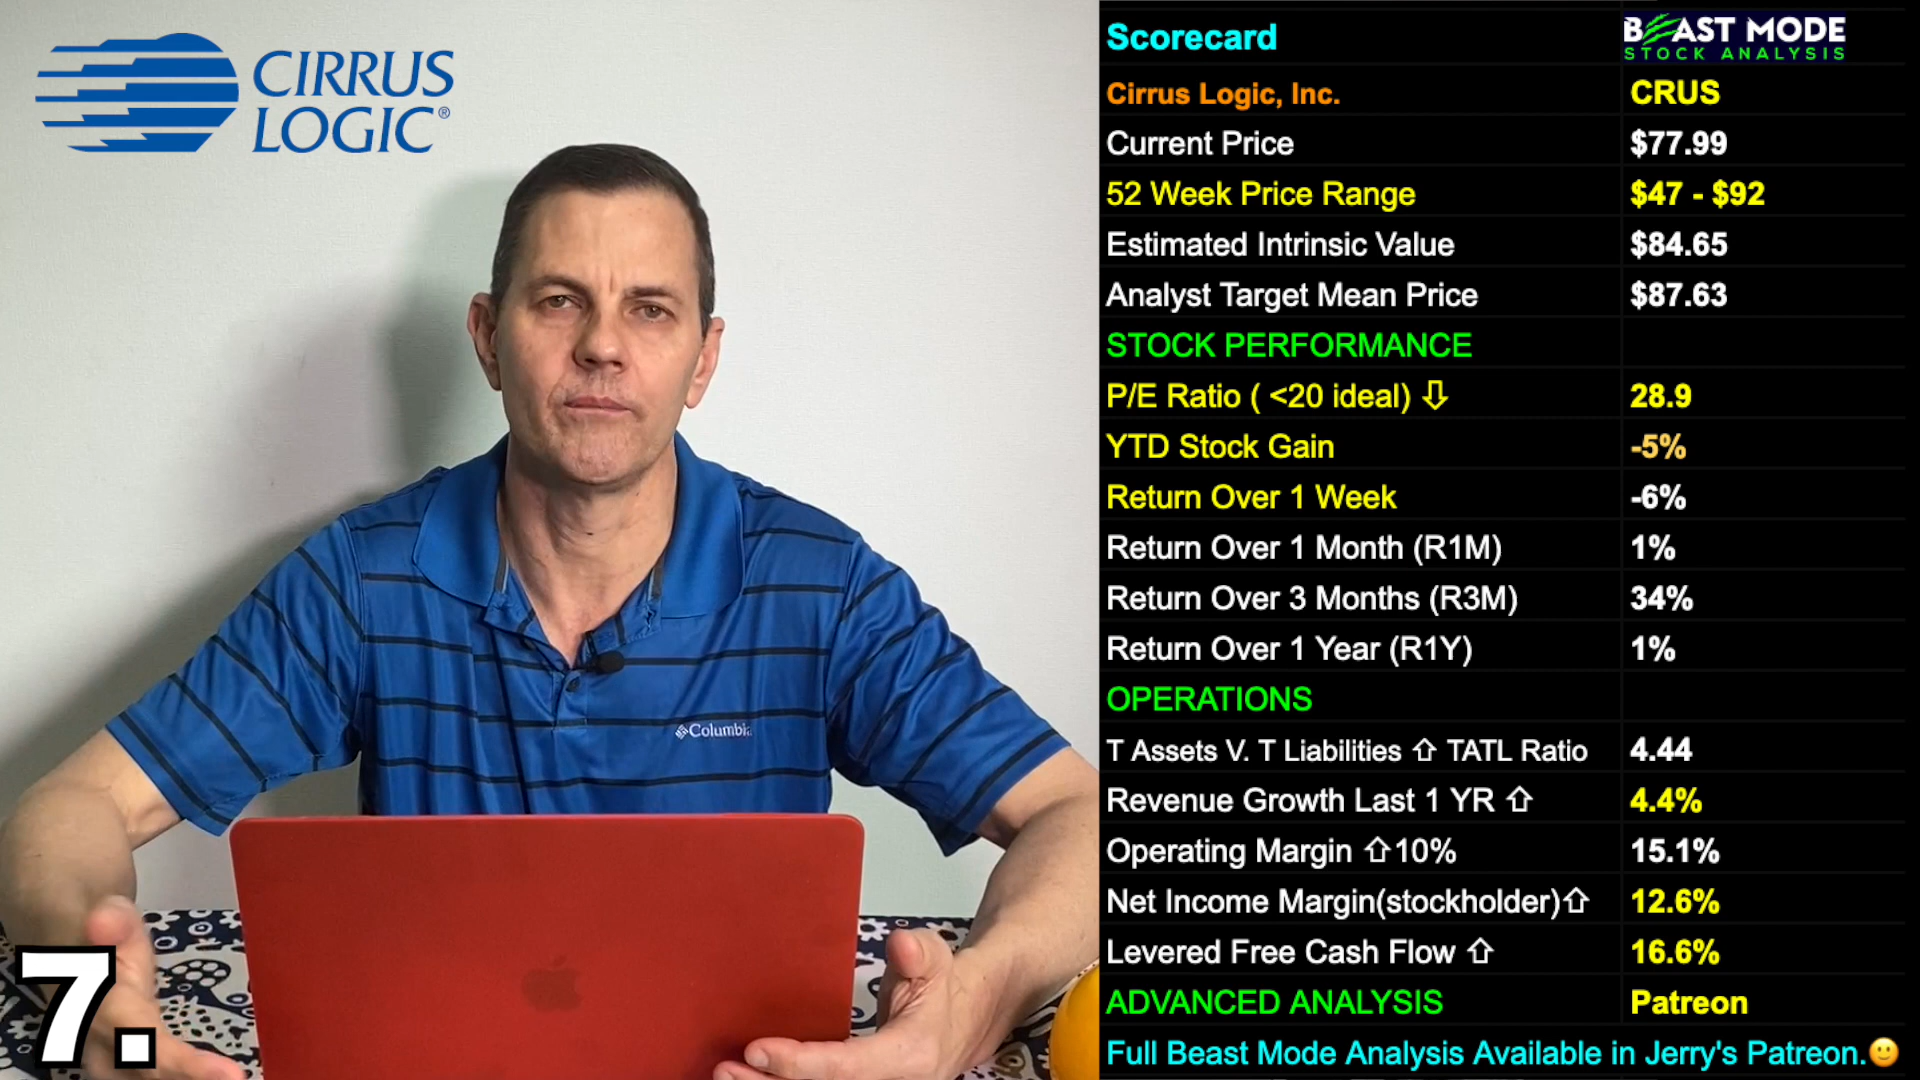 CIRRUS
LOGIC®
Columbia
7.
Scorecard
BEAST MODE
STOCK ANALYSIS
Cirrus Logic, Inc. CRUS
Current Price $77.99
52 Week Price Range $47 - $92
Estimated Intrinsic Value $84.65
Analyst Target Mean Price $87.63
STOCK PERFORMANCE
P/E Ratio ( <20 ideal) ⇩ 28.9
YTD Stock Gain -5%
Return Over 1 Week -6%
Return Over 1 Month (R1M) 1%
Return Over 3 Months (R3M) 34%
Return Over 1 Year (R1Y) 1%
OPERATIONS
T Assets V. T Liabilities ⇧ TATL Ratio 4.44
Revenue Growth Last 1 YR ⇧ 4.4%
Operating Margin ⇧10% 15.1%
Net Income Margin(stockholder)⇧ 12.6%
Levered Free Cash Flow ⇧ 16.6%
ADVANCED ANALYSIS Patreon
Full Beast Mode Analysis Available in Jerry's Patreon.🙂